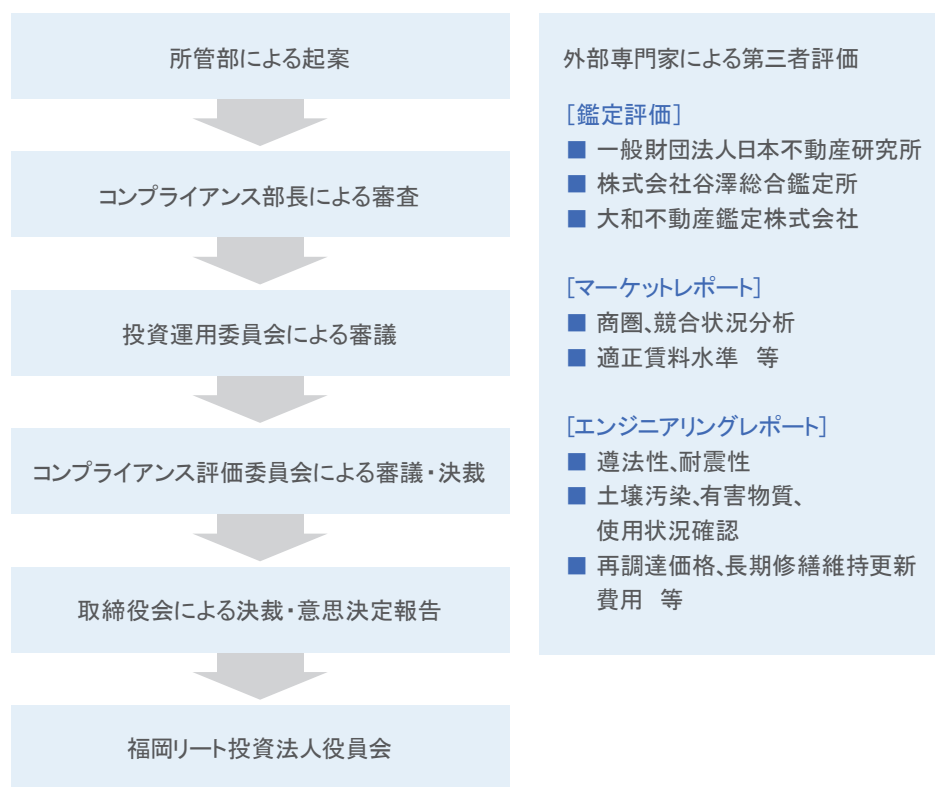 所管部による起案
コンプライアンス部長による審査
投資運用委員会による審議
コンプライアンス評価委員会による審議・決裁
取締役会による決裁・意思決定報告
福岡リート投資法人役員会
外部専門家による第三者評価
[鑑定評価]
■ 一般財団法人日本不動産研究所
■ 株式会社谷澤総合鑑定所
■ 大和不動産鑑定株式会社
[マーケットレポート]
■ 商圏、競合状況分析
■ 適正賃料水準　等
[エンジニアリングレポート]
■ 遵法性、耐震性
■ 土壌汚染、有害物質、
使用状況確認
■ 再調達価格、長期修繕維持更新
費用　等